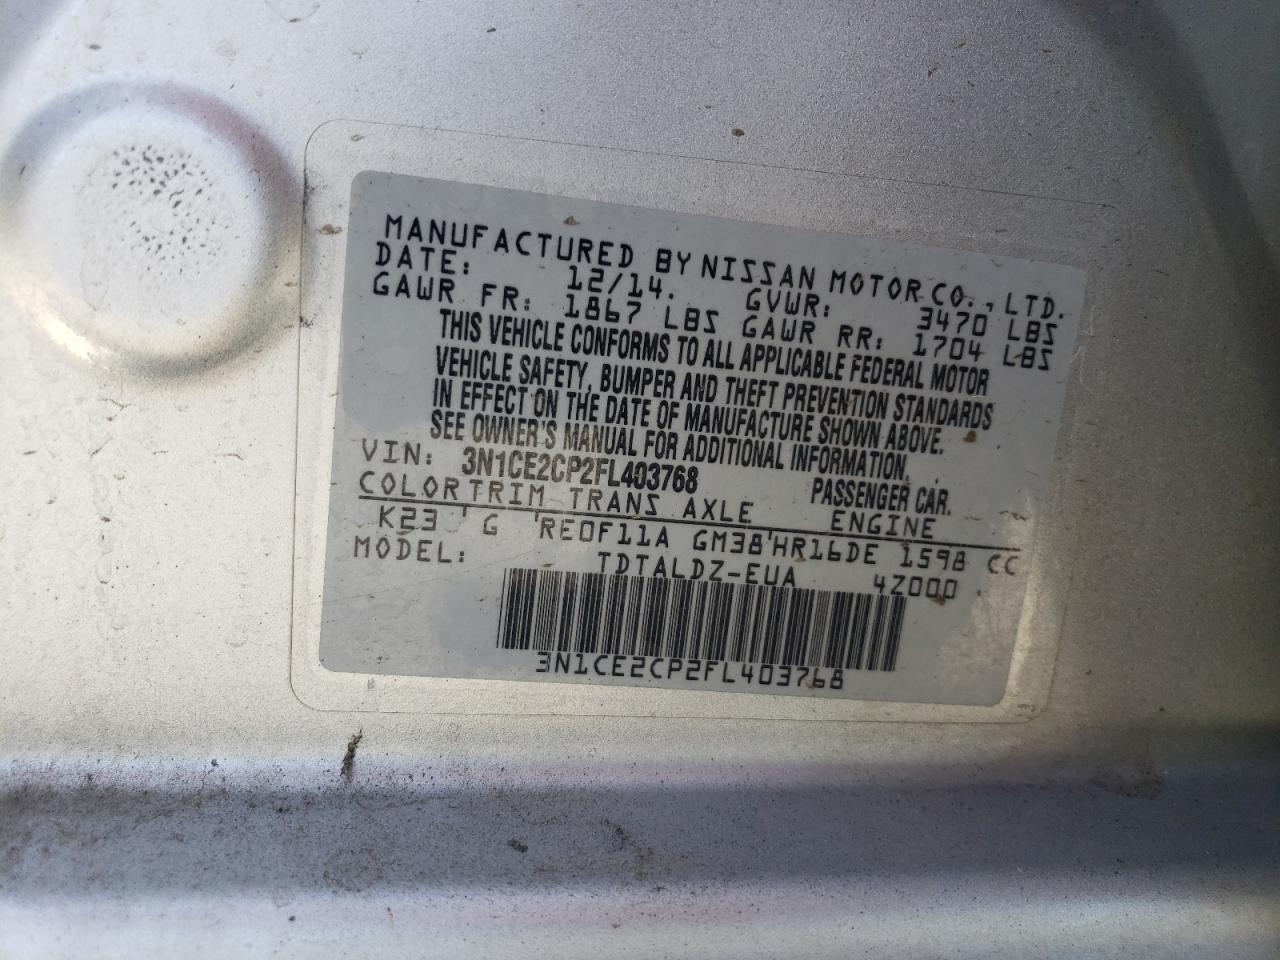 MANUFACTURED BY NISSAN MOTOR CO., LTD.
DATE: 12/14. GVWR: 3470 LBS
GAWR FR: 1867 LBS GAWR RR: 1704 LBS
THIS VEHICLE CONFORMS TO ALL APPLICABLE FEDERAL MOTOR
VEHICLE SAFETY, BUMPER AND THEFT PREVENTION STANDARDS
IN EFFECT ON THE DATE OF MANUFACTURE SHOWN ABOVE.
SEE OWNER'S MANUAL FOR ADDITIONAL INFORMATION.
VIN: 3N1CE2CP2FL403768 PASSENGER CAR.
COLOR TRIM TRANS AXLE ENGINE
K23 G RE0F11A GM38 HR16DE 1598 CC
MODEL: TDTALDZ-EUA 4Z000
3N1CE2CP2FL403768